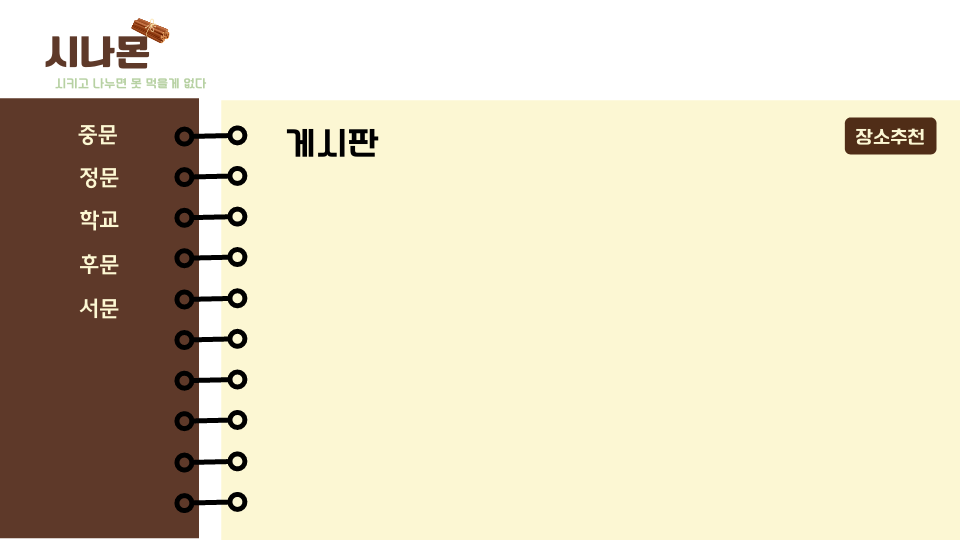 시나몬
시키고 나누면 못 먹을게 없다
중문
정문
학교
후문
서문
게시판
장소추천